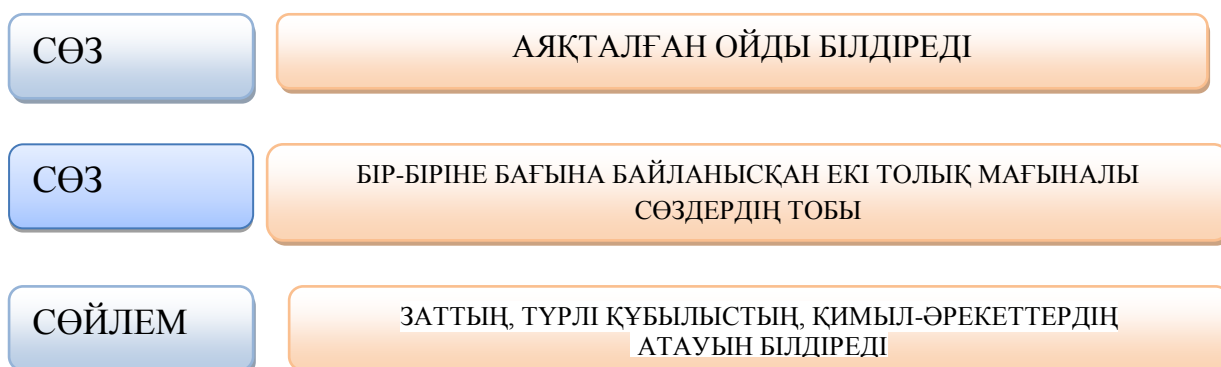 СӨЗ
АЯҚТАЛҒАН ОЙДЫ БІЛДІРЕДІ
СӨЗ
БІР-БІРІНЕ БАҒЫНА БАЙЛАНЫСҚАН ЕКІ ТОЛЫҚ МАҒЫНАЛЫ
СӨЗДЕРДІҢ ТОБЫ
СӨЙЛЕМ
ЗАТТЫҢ, ТҮРЛІ ҚҰБЫЛЫСТЫҢ, ҚИМЫЛ-ӘРЕКЕТТЕРДІҢ
АТАУЫН БІЛДІРЕДІ